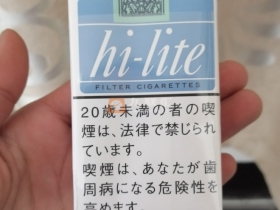 hi-lite
FILTER CIGARETTES
20歳未満の者の喫
煙は、法律で禁じられ
ています。
喫煙は、あなたが歯
周病になる危険性を
高めます